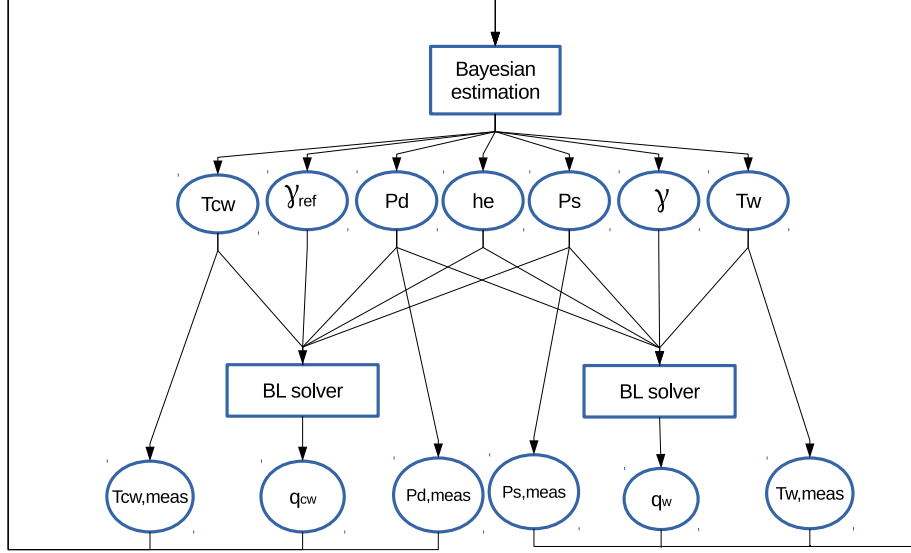 Bayesian
estimation
Tcw
γref
Pd
he
Ps
γ
Tw
BL solver
BL solver
Tcw,meas
qcw
Pd,meas
Ps,meas
qw
Tw,meas